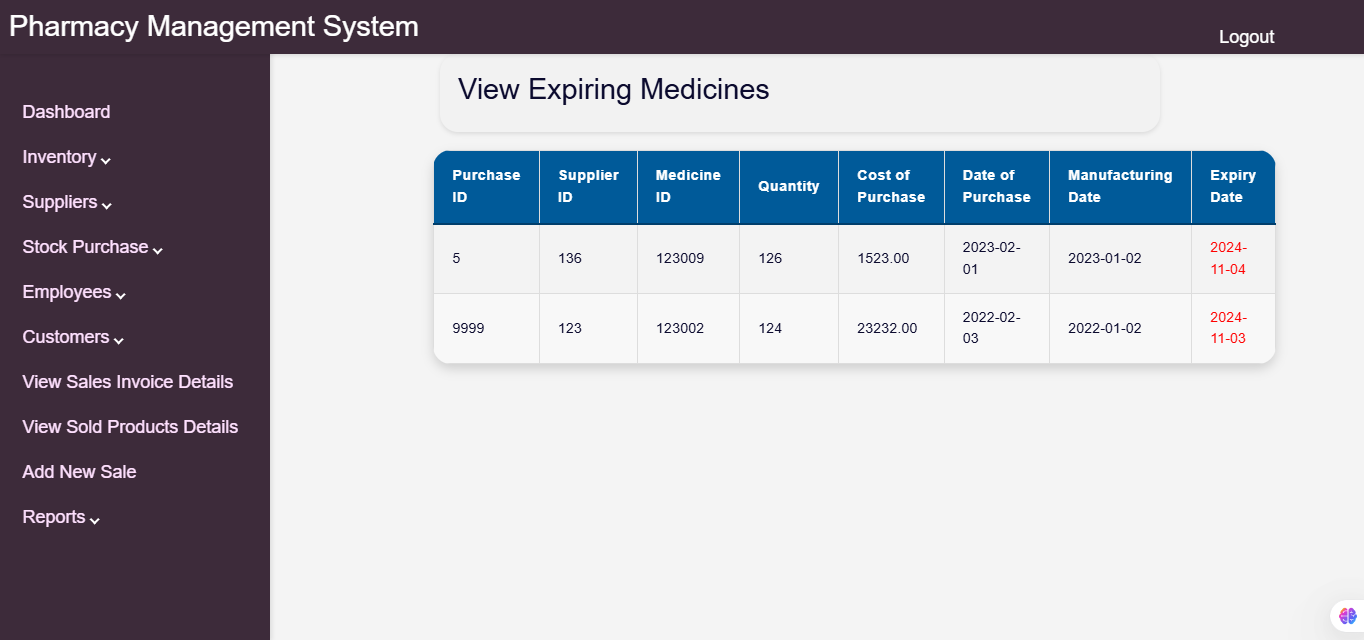 Pharmacy Management System
Logout
Dashboard
Inventory
Suppliers
Stock Purchase
Employees
Customers
View Sales Invoice Details
View Sold Products Details
Add New Sale
Reports
View Expiring Medicines
Purchase ID Supplier ID Medicine ID Quantity Cost of Purchase Date of Purchase Manufacturing Date Expiry Date
5 136 123009 126 1523.00 2023-02-01 2023-01-02 2024-11-04
9999 123 123002 124 23232.00 2022-02-03 2022-01-02 2024-11-03